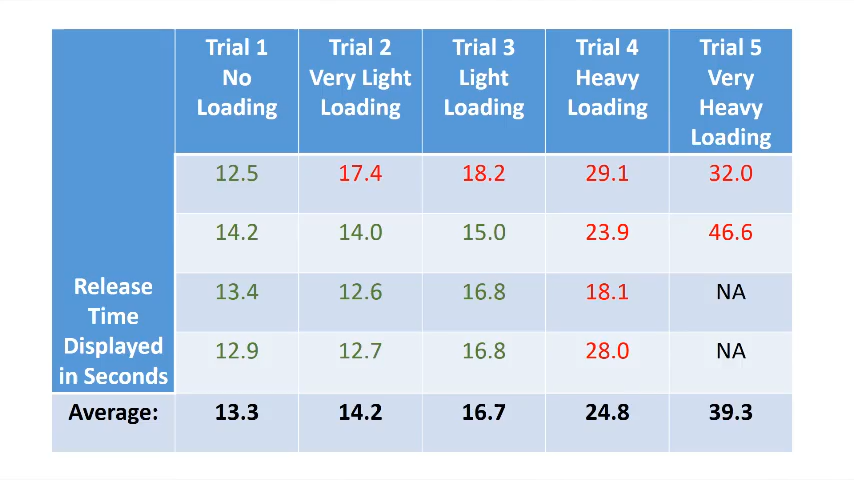 Trial 1 No Loading
Trial 2 Very Light Loading
Trial 3 Light Loading
Trial 4 Heavy Loading
Trial 5 Very Heavy Loading
Release Time Displayed in Seconds
12.5 17.4 18.2 29.1 32.0
14.2 14.0 15.0 23.9 46.6
13.4 12.6 16.8 18.1 NA
12.9 12.7 16.8 28.0 NA
Average: 13.3 14.2 16.7 24.8 39.3